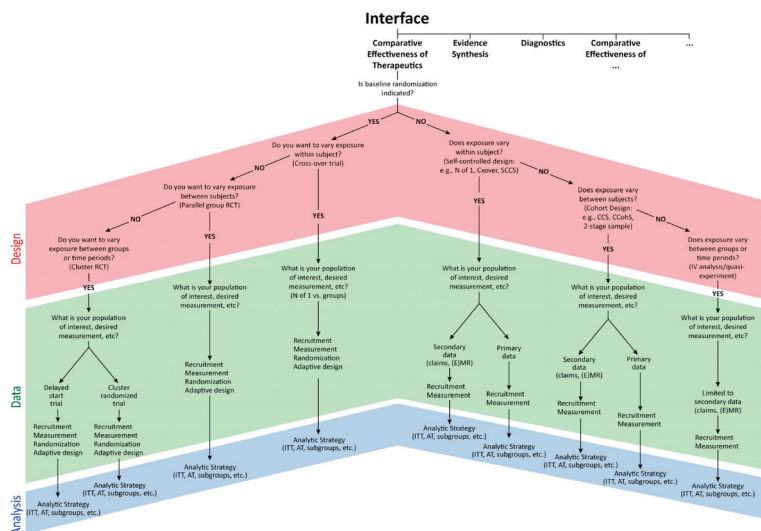 Interface
Comparative
Effectiveness of
Therapeutics
Evidence
Synthesis
Diagnostics
Comparative
Effectiveness of
...
...
Is baseline randomization
indicated?
YES
NO
Do you want to vary exposure
within subject?
(Cross-over trial)
NO
YES
Do you want to vary exposure
between subjects?
(Parallel group RCT)
NO
YES
Do you want to vary
exposure between groups
or time periods?
(Cluster RCT)
YES
Does exposure vary
within subject?
(Self-controlled design:
e.g., N of 1, Cxover, SCCS)
NO
YES
Does exposure vary
between subjects?
(Cohort Design:
e.g., CCS, CCohS,
2-stage sample)
NO
YES
Does exposure vary
between groups or
time periods?
(IV analysis/quasi-
experiment)
YES
Design
What is your population
of interest, desired
measurement, etc?
Delayed
start
trial
Cluster
randomized
trial
Recruitment
Measurement
Randomization
Adaptive design
Recruitment
Measurement
Randomization
Adaptive design
What is your population
of interest, desired
measurement, etc?
Recruitment
Measurement
Randomization
Adaptive design
What is your population
of interest, desired
measurement, etc?
(N of 1 vs. groups)
Recruitment
Measurement
Randomization
Adaptive design
What is your population
of interest, desired
measurement, etc?
Secondary
data
(claims, (E)MR)
Primary
data
Recruitment
Measurement
Recruitment
Measurement
What is your population
of interest, desired
measurement, etc?
Secondary
data
(claims, (E)MR)
Primary
data
Recruitment
Measurement
Recruitment
Measurement
What is your population
of interest, desired
measurement, etc?
Limited to
secondary data
(claims, (E)MR)
Recruitment
Measurement
Data
Analytic Strategy
(ITT, AT, subgroups, etc.)
Analytic Strategy
(ITT, AT, subgroups, etc.)
Analytic Strategy
(ITT, AT, subgroups, etc.)
Analytic Strategy
(ITT, AT, subgroups, etc.)
Analytic Strategy
(ITT, AT, subgroups, etc.)
Analytic Strategy
(ITT, AT, subgroups, etc.)
Analytic Strategy
(ITT, AT, subgroups, etc.)
Analytic Strategy
(ITT, AT, subgroups, etc.)
Analytic Strategy
(ITT, AT, subgroups, etc.)
Analysis